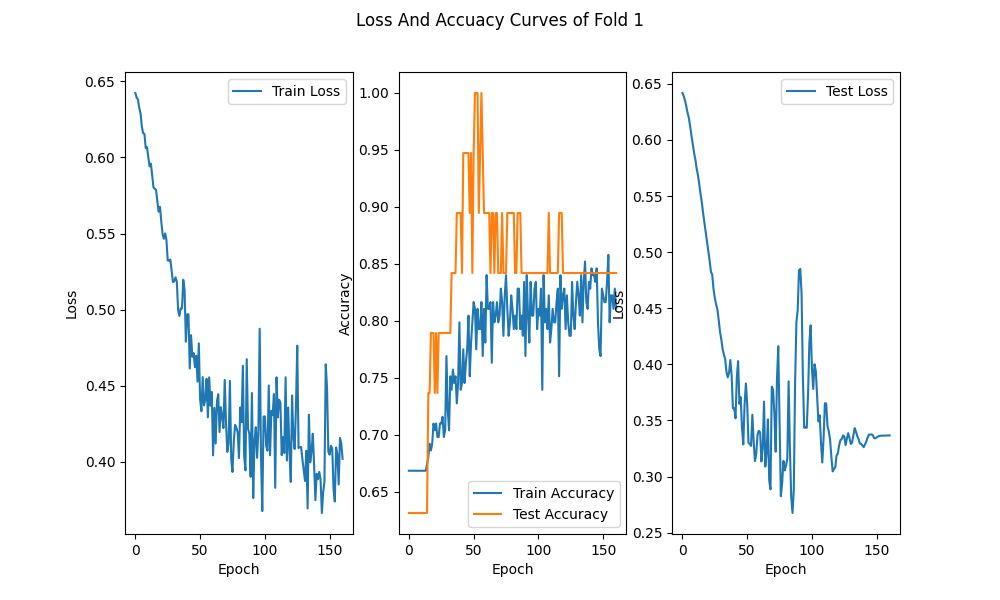 Loss And Accuacy Curves of Fold 1
Train Loss
0.65
0.60
0.55
0.50
0.45
0.40
Loss
0 50 100 150
Epoch
1.00
0.95
0.90
0.85
0.80
0.75
0.70
0.65
Accuracy
Train Accuracy
Test Accuracy
0 50 100 150
Epoch
Test Loss
0.65
0.60
0.55
0.50
0.45
0.40
0.35
0.30
0.25
Loss
0 50 100 150
Epoch